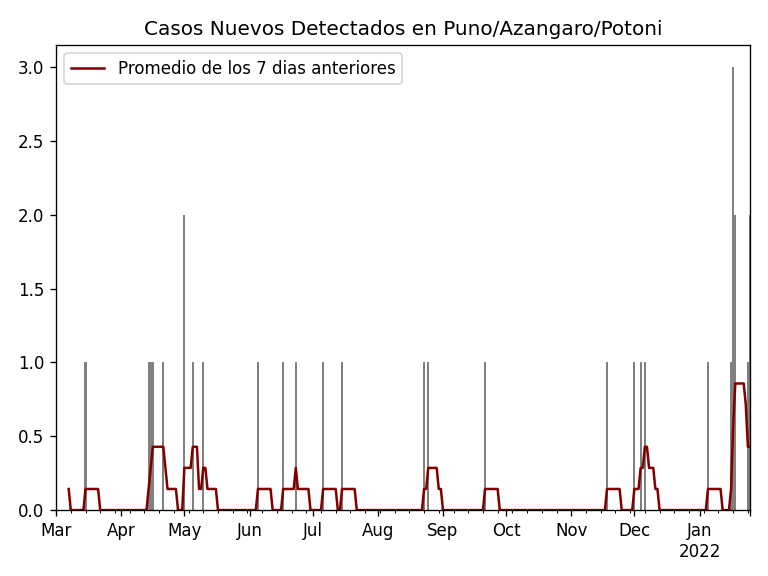 Casos Nuevos Detectados en Puno/Azangaro/Potoni
Promedio de los 7 dias anteriores
3.0
2.5
2.0
1.5
1.0
0.5
0.0
Mar Apr May Jun Jul Aug Sep Oct Nov Dec Jan
2022